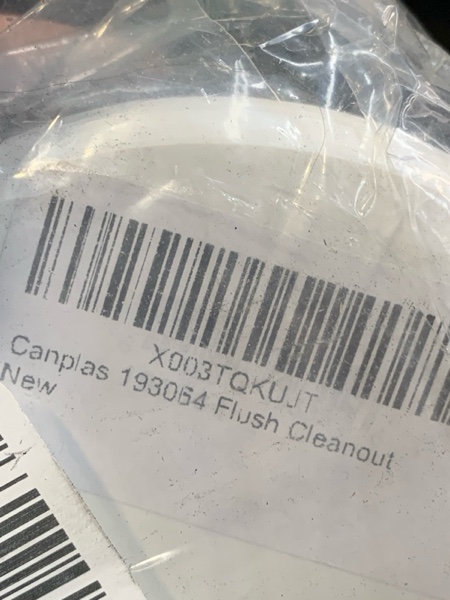 X003TQKUJT
Canplas 193064 Flush Cleanout
New